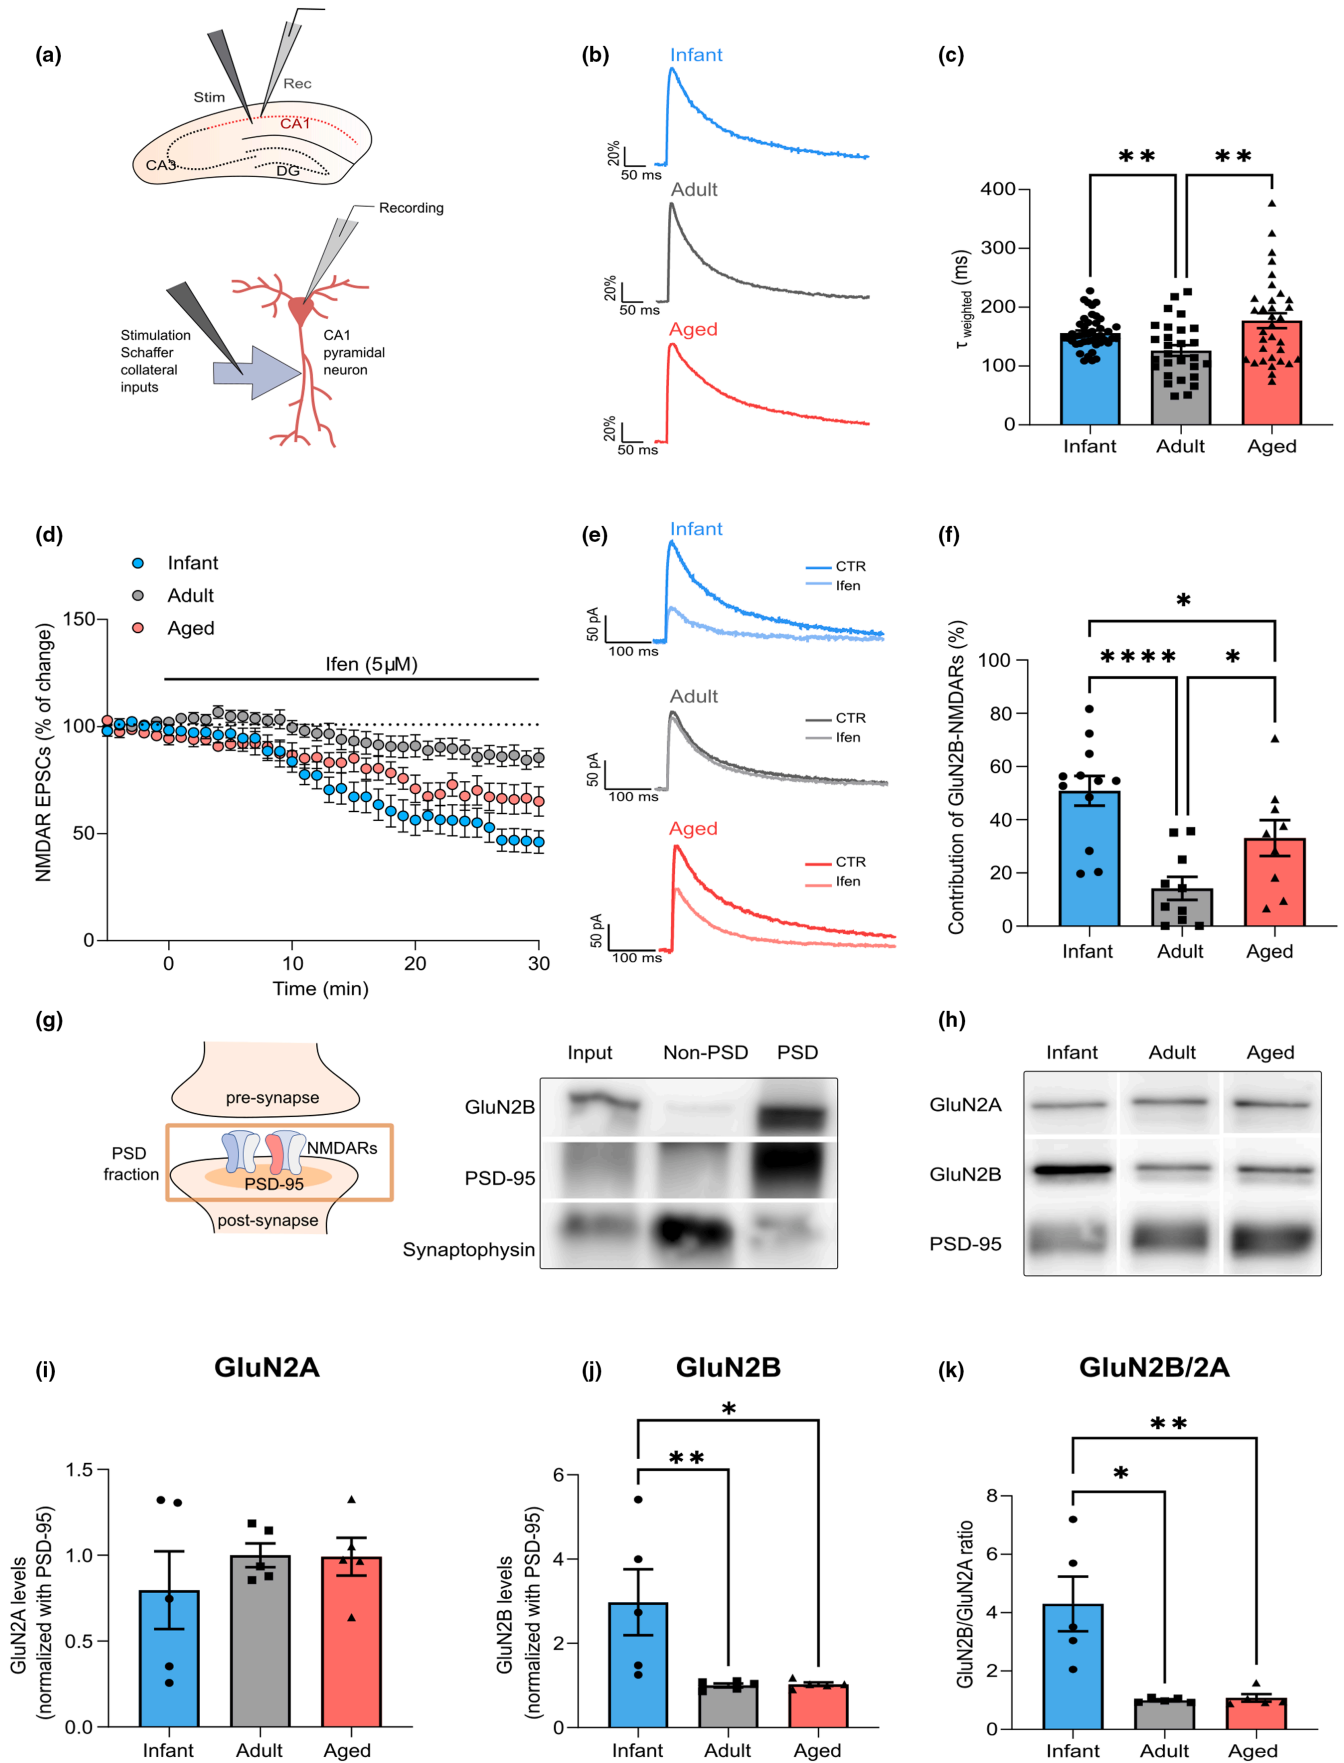 (a)
Stim
Rec
CA1
CA3
DG
Recording
Stimulation
Schaffer
collateral
inputs
CA1
pyramidal
neuron
(b)
Infant
20%
50 ms
Adult
20%
50 ms
Aged
20%
50 ms
(c)
** **
400
300
200
100
0
τ weighted (ms)
Infant Adult Aged
(d)
Infant
Adult
Aged
150
100
50
0
NMDAR EPSCs (% of change)
Ifen (5µM)
0 10 20 30
Time (min)
(e)
Infant
CTR
Ifen
50 pA
100 ms
Adult
CTR
Ifen
50 pA
100 ms
Aged
CTR
Ifen
50 pA
100 ms
(f)
*
**** *
100
80
60
40
20
0
Contribution of GluN2B-NMDARs (%)
Infant Adult Aged
(g)
pre-synapse
PSD
fraction
NMDARs
PSD-95
post-synapse
Input Non-PSD PSD
GluN2B
PSD-95
Synaptophysin
(h)
Infant Adult Aged
GluN2A
GluN2B
PSD-95
(i)
GluN2A
1.5
1.0
0.5
0.0
GluN2A levels
(normalized with PSD-95)
Infant Adult Aged
(j)
GluN2B
*
**
6
4
2
0
GluN2B levels
(normalized with PSD-95)
Infant Adult Aged
(k)
GluN2B/2A
**
*
8
6
4
2
0
GluN2B/GluN2A ratio
Infant Adult Aged